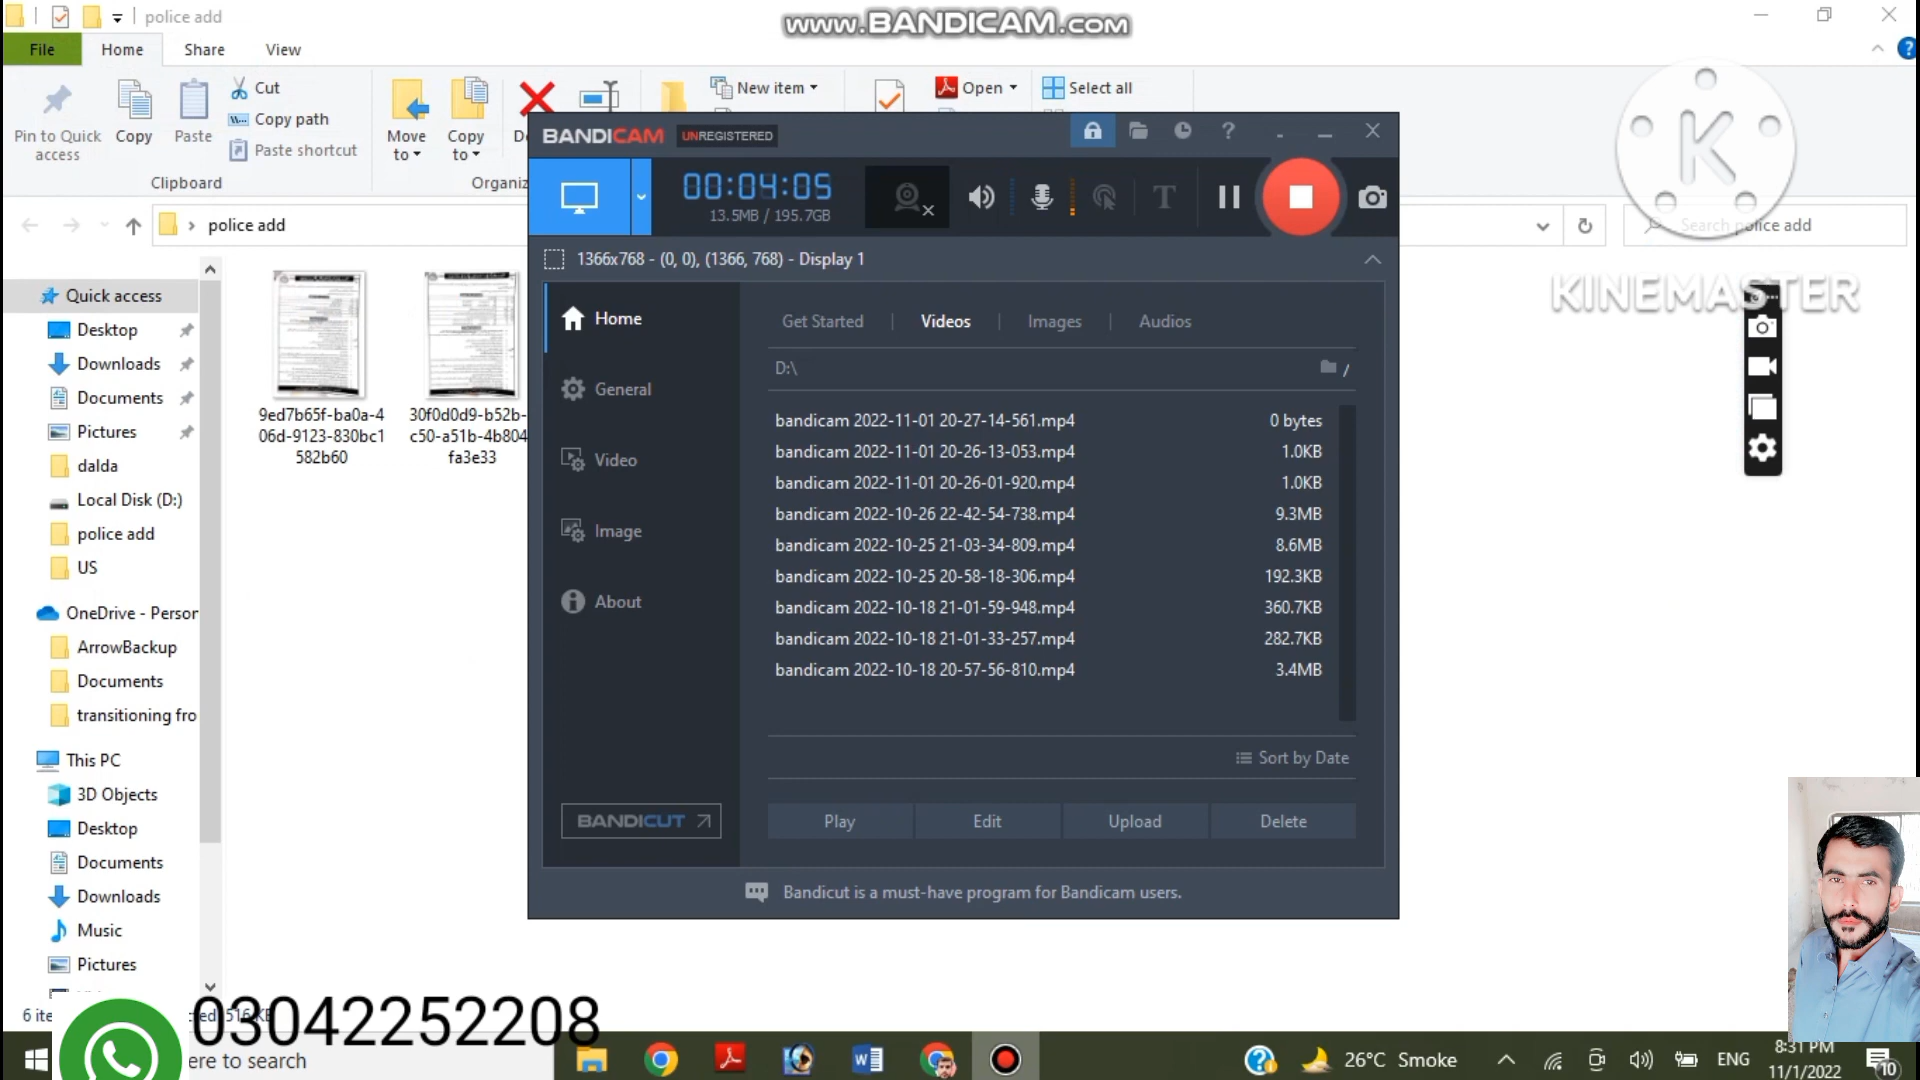 police add
www.BANDICAM.com
File
Home
Share
View
Pin to Quick access
Copy
Paste
Cut
Copy path
Paste shortcut
Move to
Copy to
New item
Open
Select all
Clipboard
police add
Search police add
K
KINEMASTER
BANDICAM
UNREGISTERED
00:04:05
13.5MB / 195.7GB
1366x768 - (0, 0), (1366, 768) - Display 1
Home
General
Video
Image
About
BANDICUT
Get Started
Videos
Images
Audios
D:\
bandicam 2022-11-01 20-27-14-561.mp4 0 bytes
bandicam 2022-11-01 20-26-13-053.mp4 1.0KB
bandicam 2022-11-01 20-26-01-920.mp4 1.0KB
bandicam 2022-10-26 22-42-54-738.mp4 9.3MB
bandicam 2022-10-25 21-03-34-809.mp4 8.6MB
bandicam 2022-10-25 20-58-18-306.mp4 192.3KB
bandicam 2022-10-18 21-01-59-948.mp4 360.7KB
bandicam 2022-10-18 21-01-33-257.mp4 282.7KB
bandicam 2022-10-18 20-57-56-810.mp4 3.4MB
Sort by Date
Play
Edit
Upload
Delete
Bandicut is a must-have program for Bandicam users.
Quick access
Desktop
Downloads
Documents
Pictures
dalda
Local Disk (D:)
police add
US
OneDrive - Person
ArrowBackup
Documents
transitioning fro
This PC
3D Objects
Desktop
Documents
Downloads
Music
Pictures
9ed7b65f-ba0a-4
06d-9123-830bc1
582b60
30f0d0d9-b52b-
c50-a51b-4b804
fa3e33
03042252208
ere to search
26°C Smoke
ENG
8:31 PM
11/1/2022
10